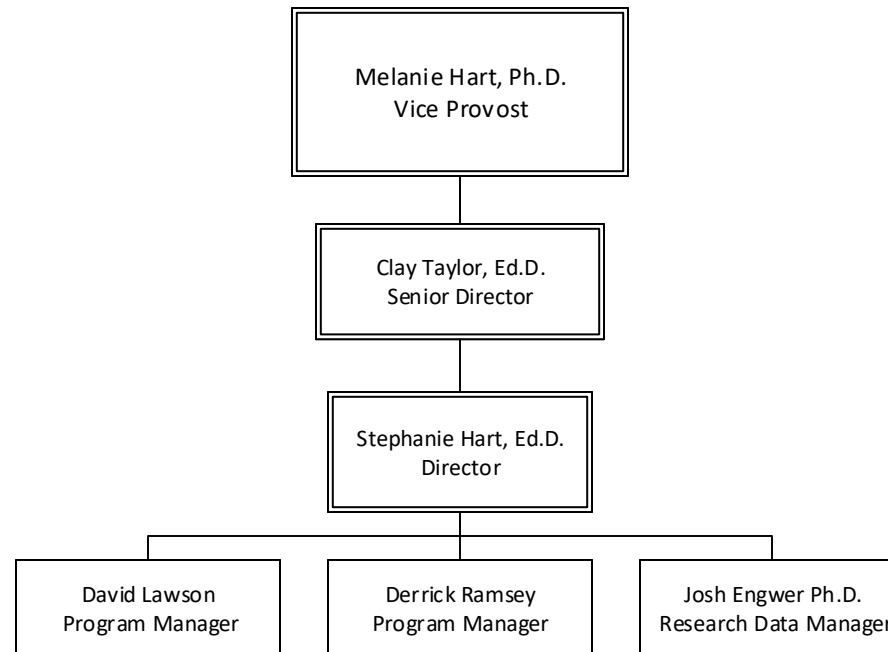 Melanie Hart, Ph.D.
Vice Provost
Clay Taylor, Ed.D.
Senior Director
Stephanie Hart, Ed.D.
Director
David Lawson
Program Manager
Derrick Ramsey
Program Manager
Josh Engwer Ph.D.
Research Data Manager